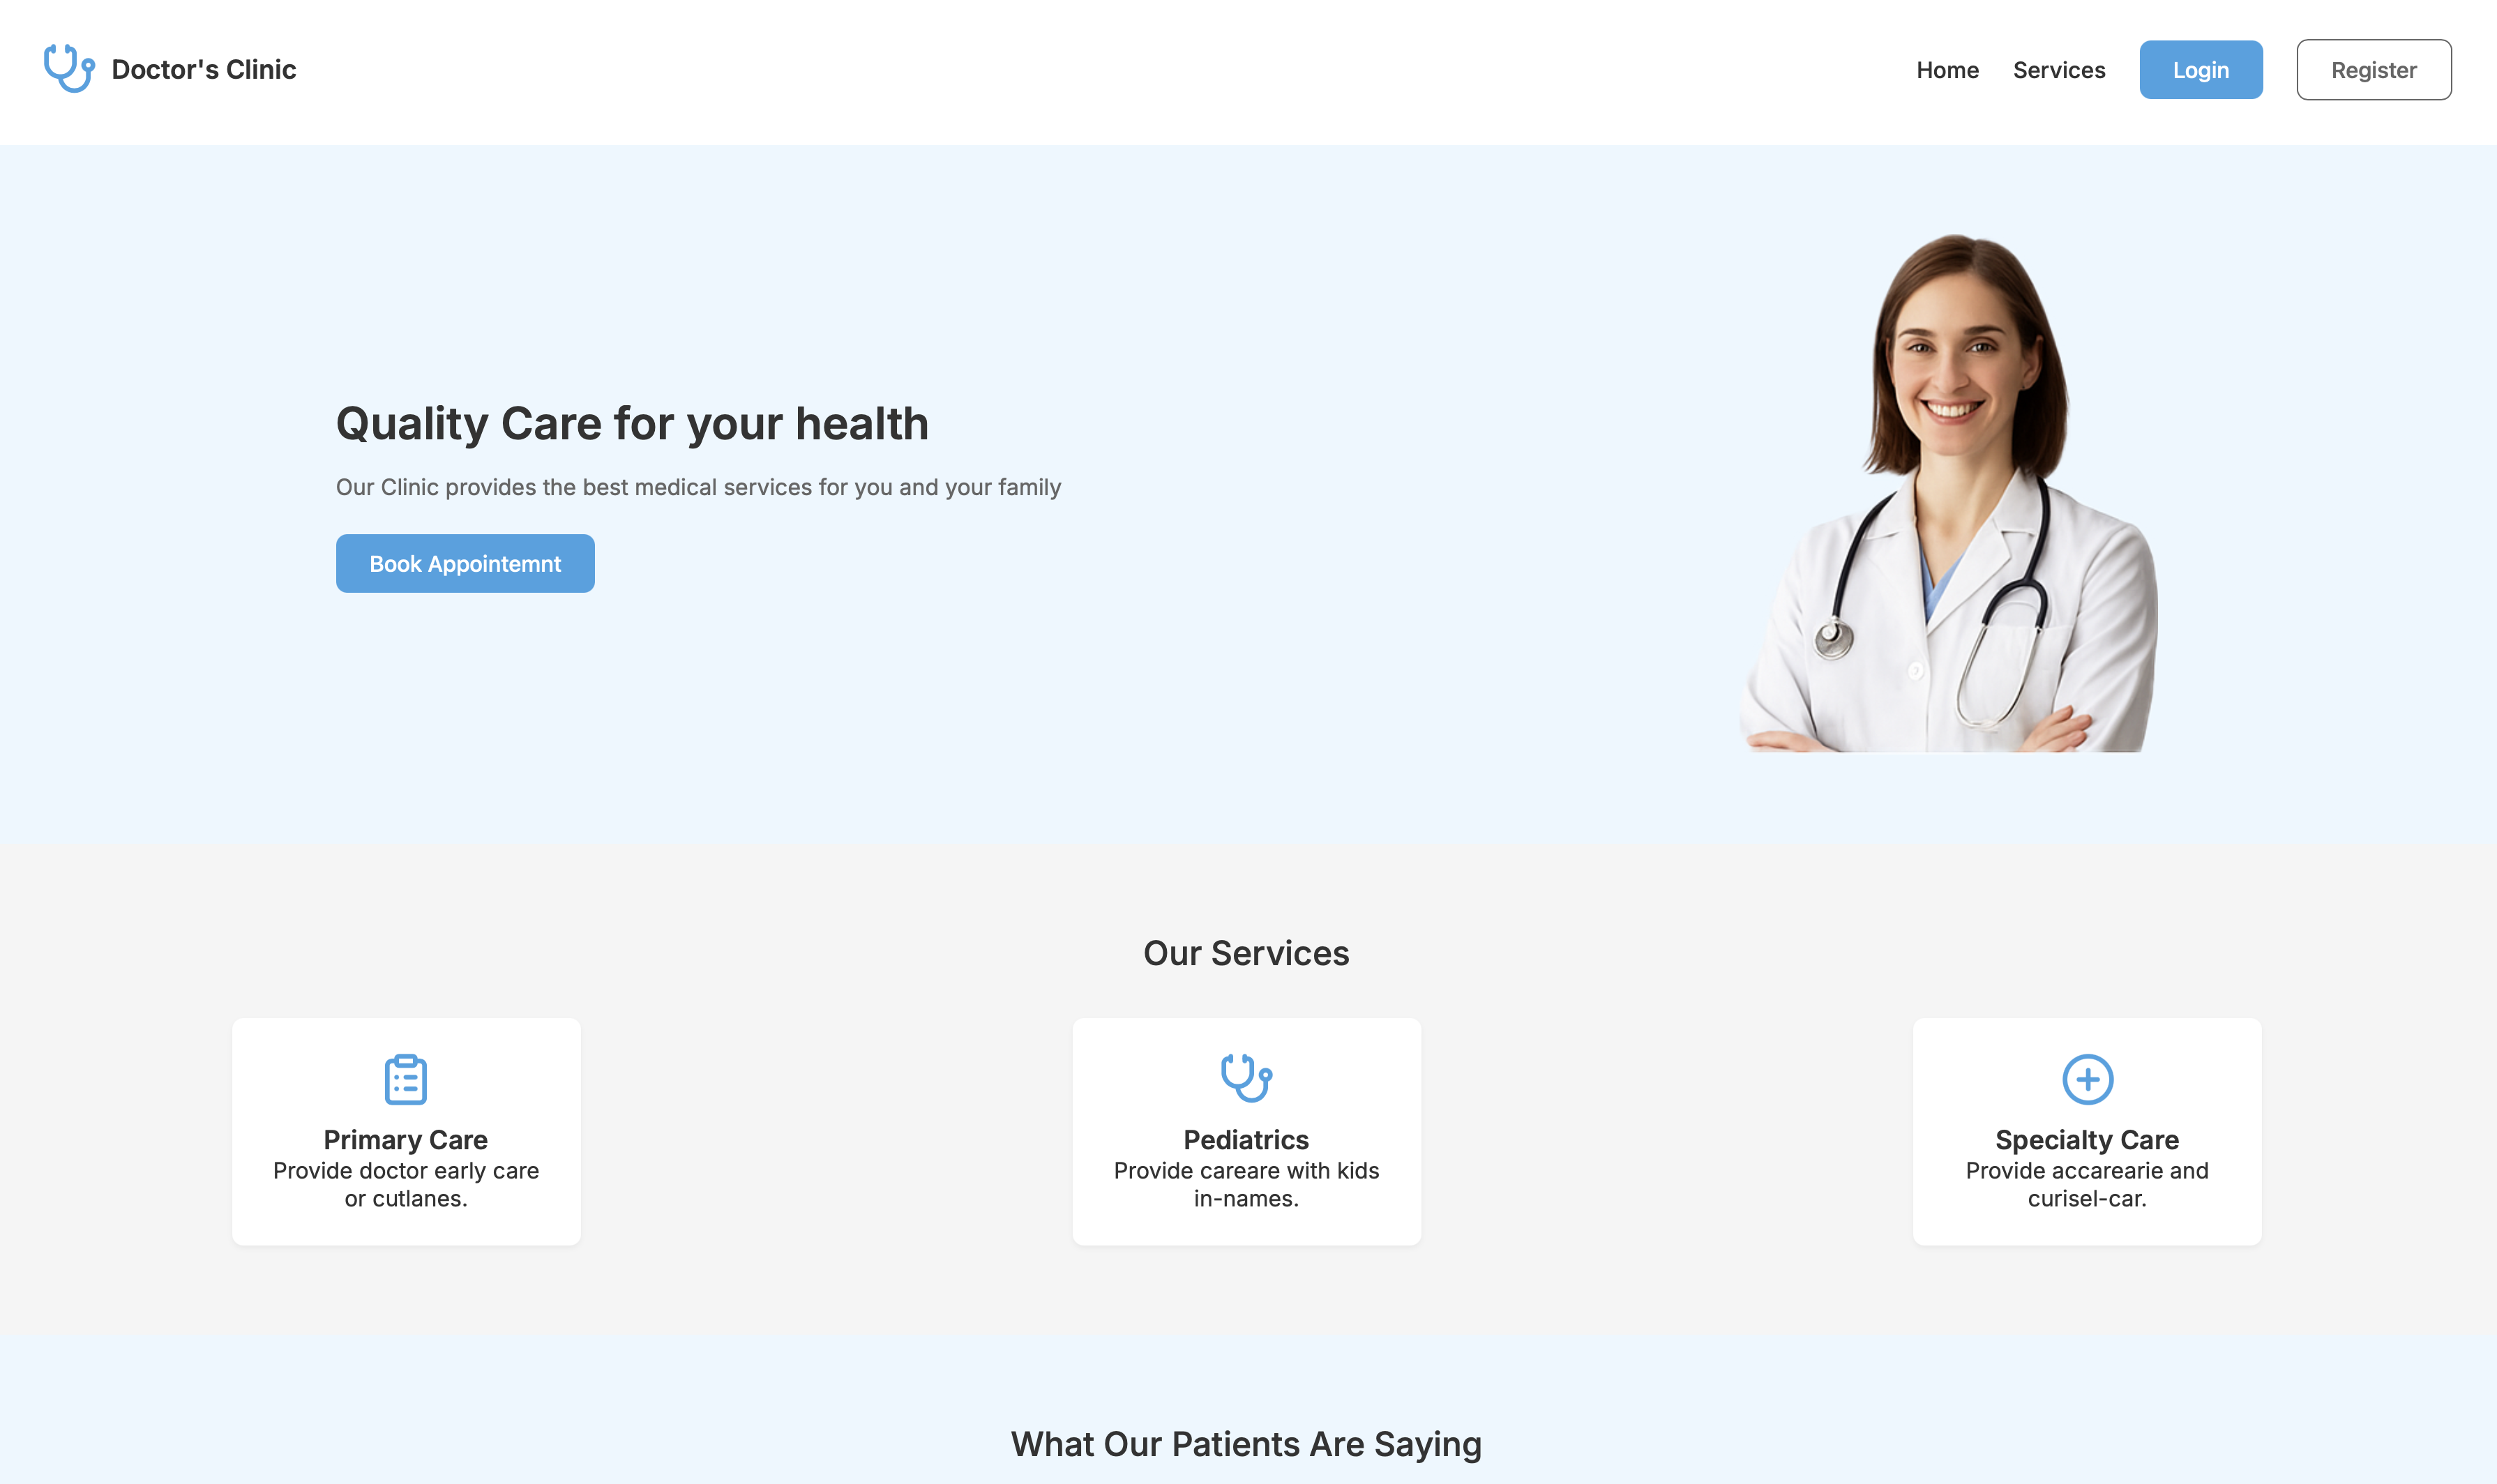 Doctor's Clinic
Home
Services
Login
Register
Quality Care for your health
Our Clinic provides the best medical services for you and your family
Book Appointemnt
Our Services
Primary Care
Provide doctor early care
or cutlanes.
Pediatrics
Provide careare with kids
in-names.
Specialty Care
Provide accarearie and
curisel-car.
What Our Patients Are Saying